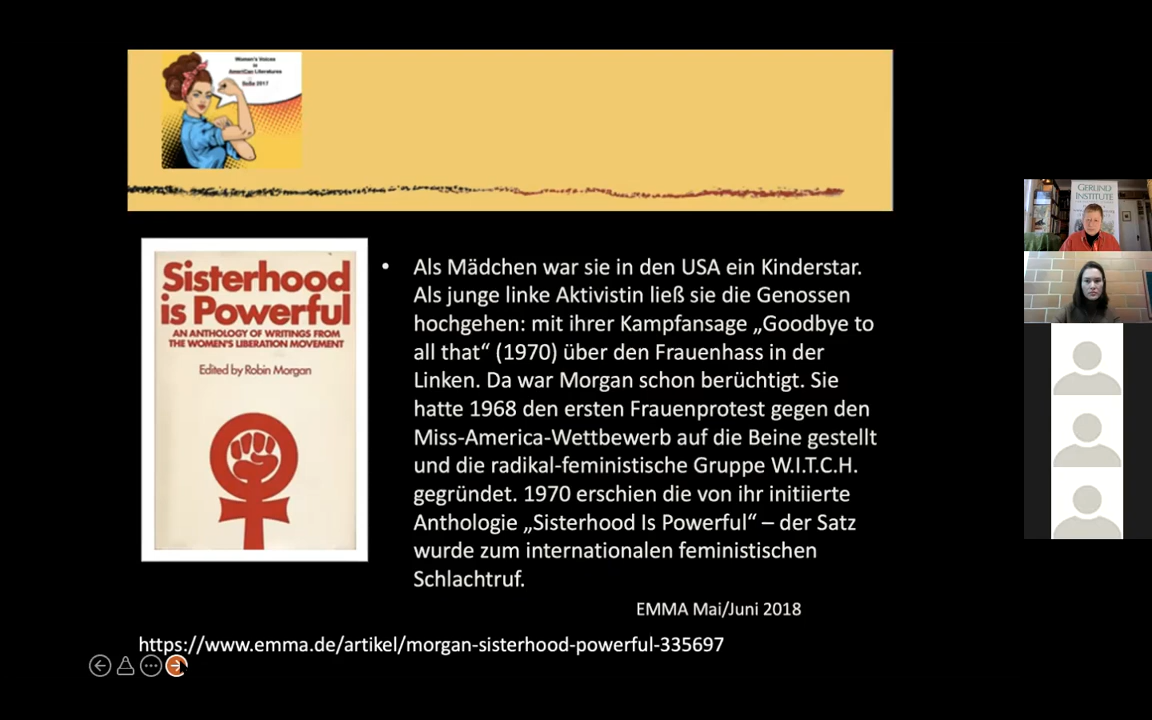 Women's Voices
in
AmeriCan Literatures
Sofia 2017
Sisterhood
is Powerful
AN ANTHOLOGY OF WRITINGS FROM
THE WOMEN'S LIBERATION MOVEMENT
Edited by Robin Morgan
• Als Mädchen war sie in den USA ein Kinderstar.
Als junge linke Aktivistin ließ sie die Genossen
hochgehen: mit ihrer Kampfansage „Goodbye to
all that“ (1970) über den Frauenhass in der
Linken. Da war Morgan schon berüchtigt. Sie
hatte 1968 den ersten Frauenprotest gegen den
Miss-America-Wettbewerb auf die Beine gestellt
und die radikal-feministische Gruppe W.I.T.C.H.
gegründet. 1970 erschien die von ihr initiierte
Anthologie „Sisterhood Is Powerful“ – der Satz
wurde zum internationalen feministischen
Schlachtruf.
EMMA Mai/Juni 2018
https://www.emma.de/artikel/morgan-sisterhood-powerful-335697
GERLIND
INSTITUTE